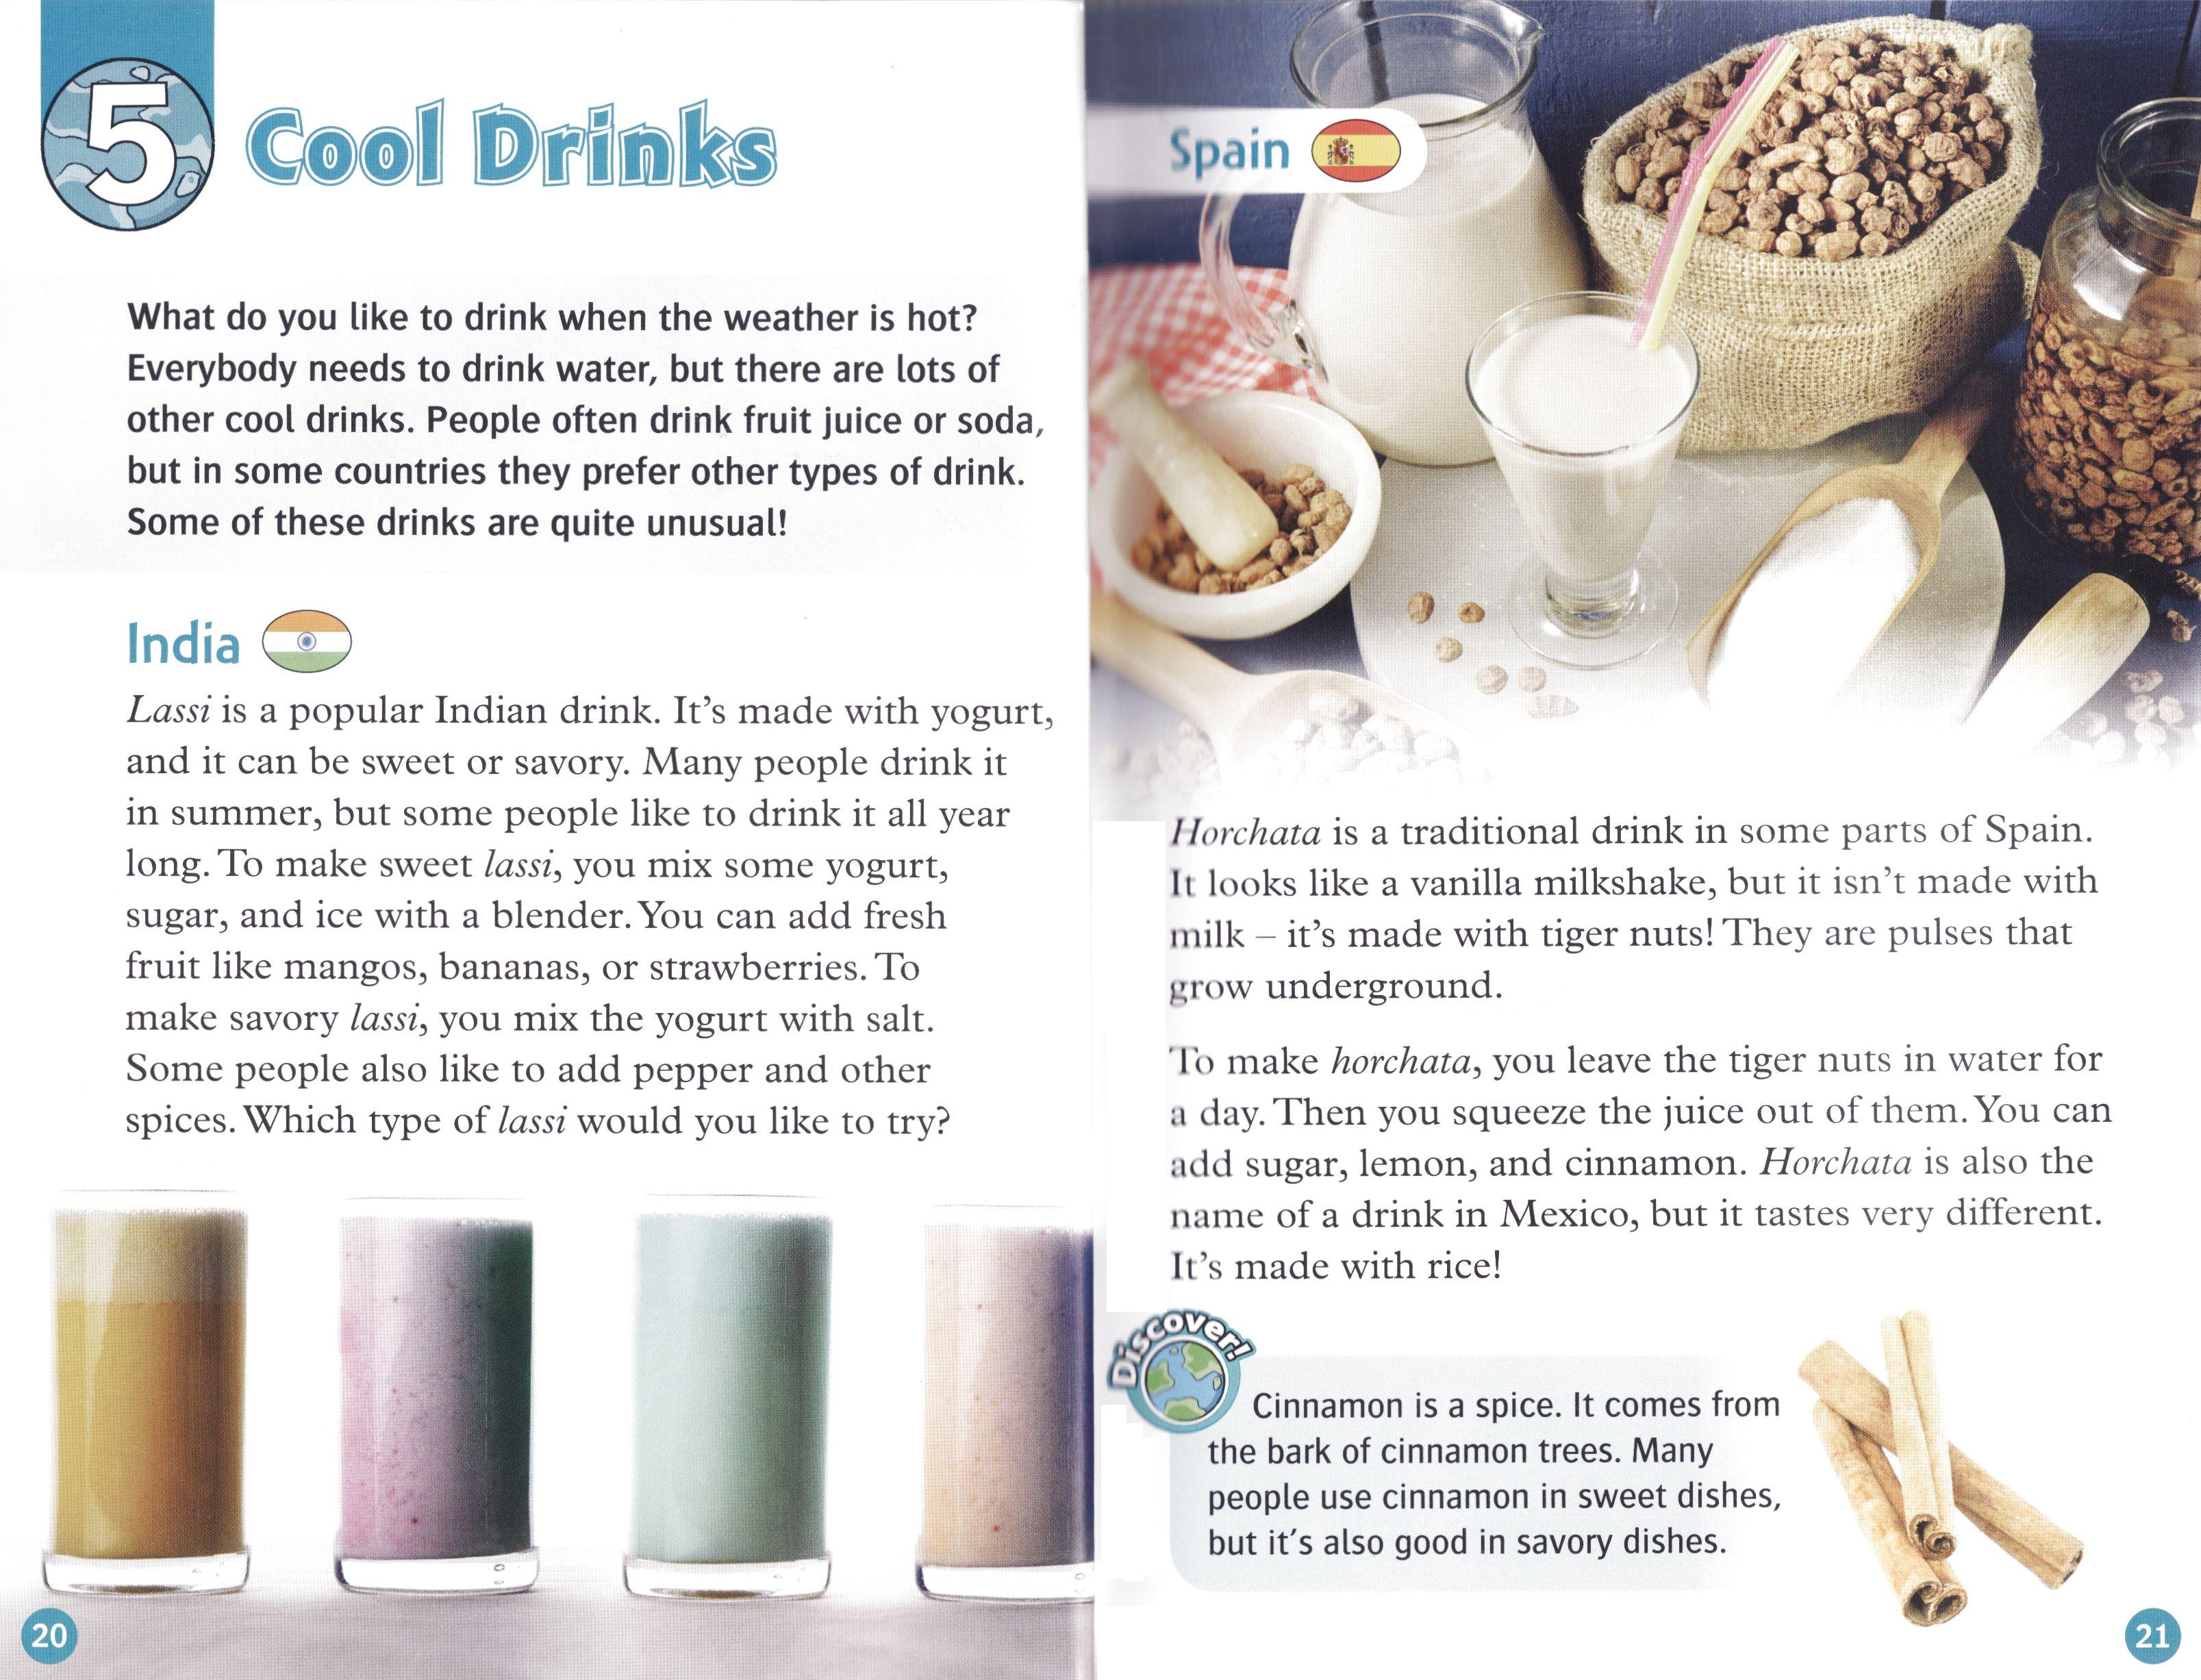 5
Cool Drinks
What do you like to drink when the weather is hot?
Everybody needs to drink water, but there are lots of
other cool drinks. People often drink fruit juice or soda,
but in some countries they prefer other types of drink.
Some of these drinks are quite unusual!
India
Lassi is a popular Indian drink. It's made with yogurt,
and it can be sweet or savory. Many people drink it
in summer, but some people like to drink it all year
long. To make sweet lassi, you mix some yogurt,
sugar, and ice with a blender. You can add fresh
fruit like mangos, bananas, or strawberries. To
make savory lassi, you mix the yogurt with salt.
Some people also like to add pepper and other
spices. Which type of lassi would you like to try?
20
Spain
Horchata is a traditional drink in some parts of Spain.
It looks like a vanilla milkshake, but it isn't made with
milk – it's made with tiger nuts! They are pulses that
grow underground.
To make horchata, you leave the tiger nuts in water for
a day. Then you squeeze the juice out of them. You can
add sugar, lemon, and cinnamon. Horchata is also the
name of a drink in Mexico, but it tastes very different.
It's made with rice!
Discover!
Cinnamon is a spice. It comes from
the bark of cinnamon trees. Many
people use cinnamon in sweet dishes,
but it's also good in savory dishes.
21